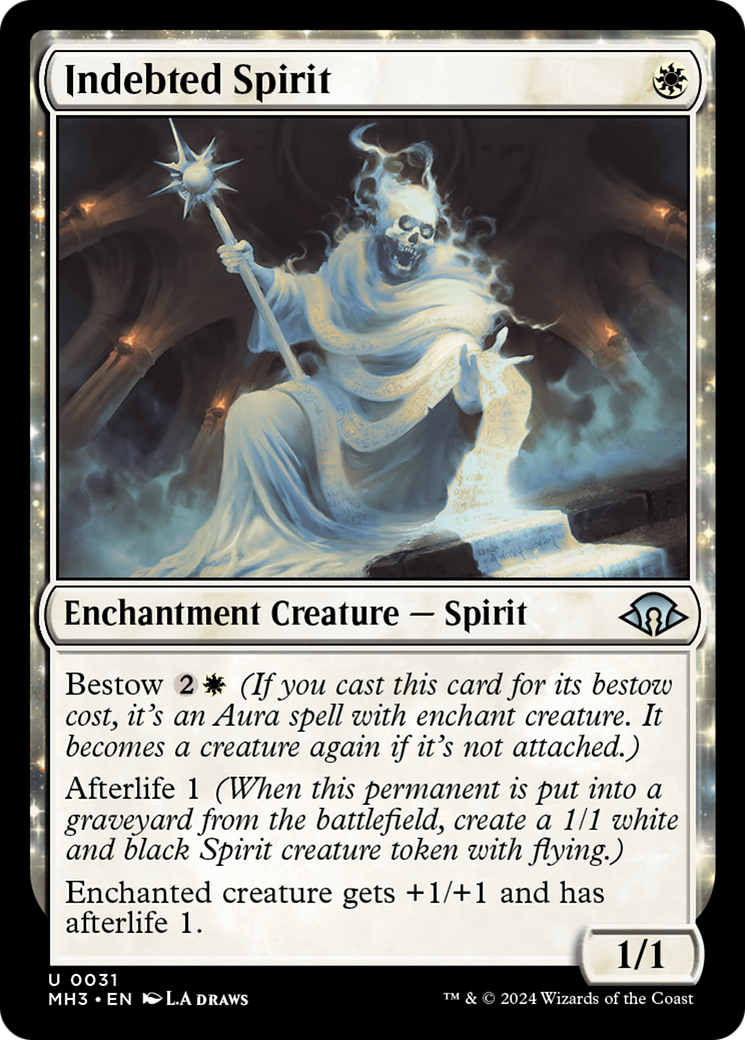 Indebted Spirit
Enchantment Creature — Spirit
Bestow 2 (If you cast this card for its bestow
cost, it's an Aura spell with enchant creature. It
becomes a creature again if it's not attached.)
Afterlife 1 (When this permanent is put into a
graveyard from the battlefield, create a 1/1 white
and black Spirit creature token with flying.)
Enchanted creature gets +1/+1 and has
afterlife 1.
1/1
U 0031
MH3 • EN L.A DRAWS
™ & © 2024 Wizards of the Coast